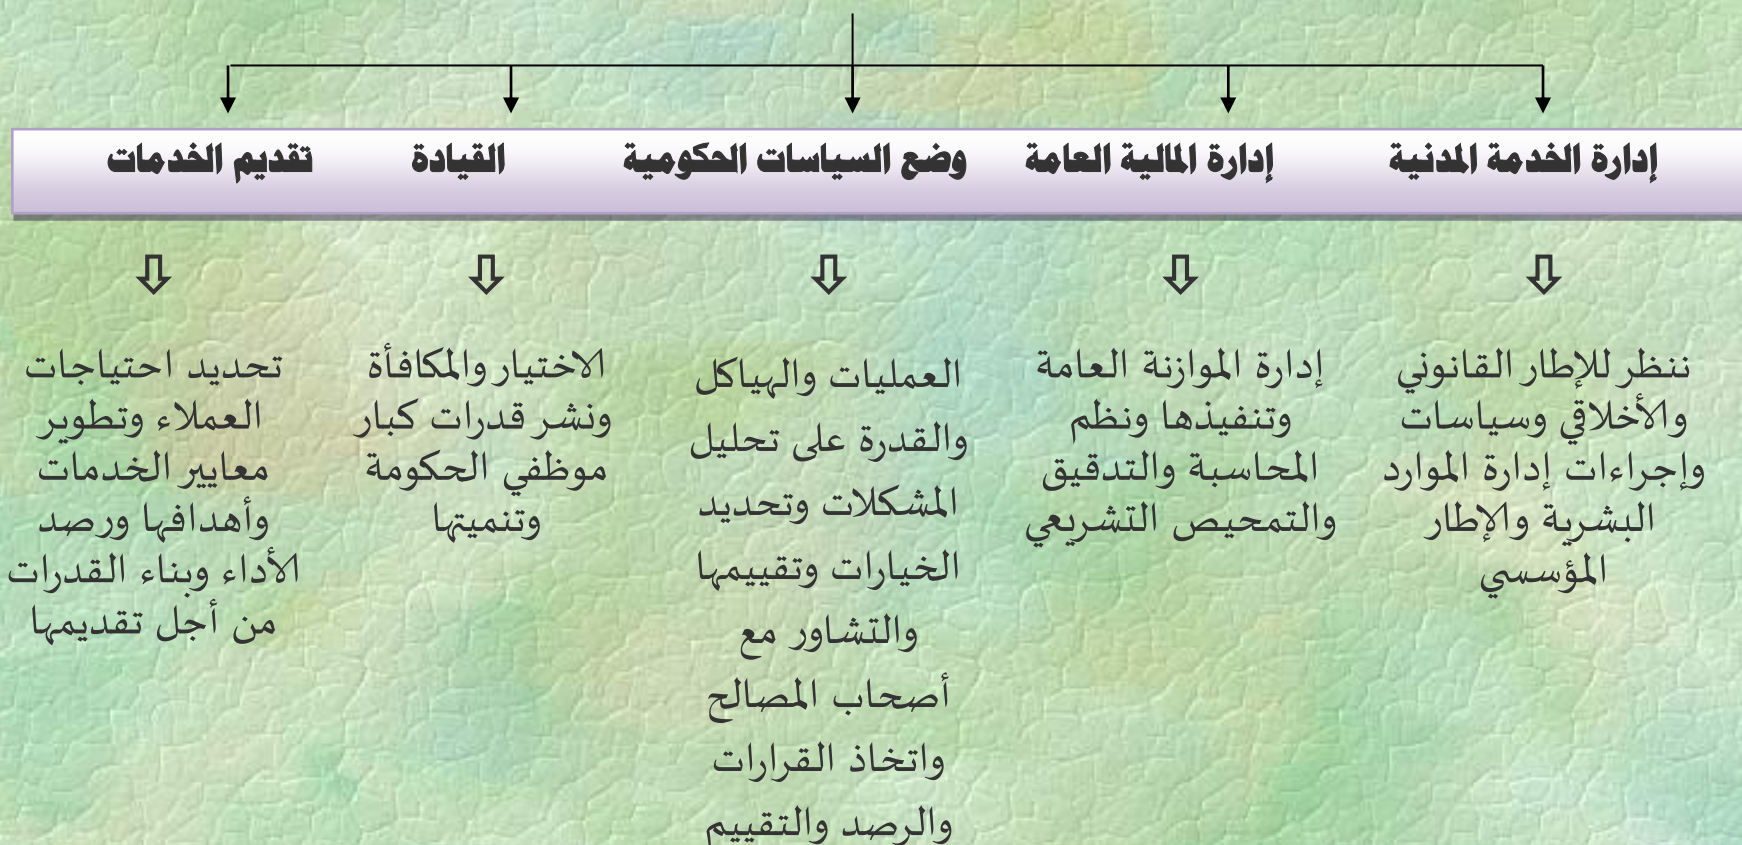 إدارة الخدمة المدنية
إدارة المالية العامة
وضع السياسات الحكومية
القيادة
تقديم الخدمات
ننظر للإطار القانوني
والأخلاقي وسياسات
وإجراءات إدارة الموارد
البشرية والإطار
المؤسسي
إدارة الموازنة العامة
وتنفيذها ونظم
المحاسبة والتدقيق
والتمحيص التشريعي
العمليات والهياكل
والقدرة على تحليل
المشكلات وتحديد
الخيارات وتقييمها
والتشاور مع
أصحاب المصالح
واتخاذ القرارات
والرصد والتقييم
الاختيار والمكافأة
ونشر قدرات كبار
موظفي الحكومة
وتنميتها
تحديد احتياجات
العملاء وتطوير
معايير الخدمات
وأهدافها ورصد
الأداء وبناء القدرات
من أجل تقديمها